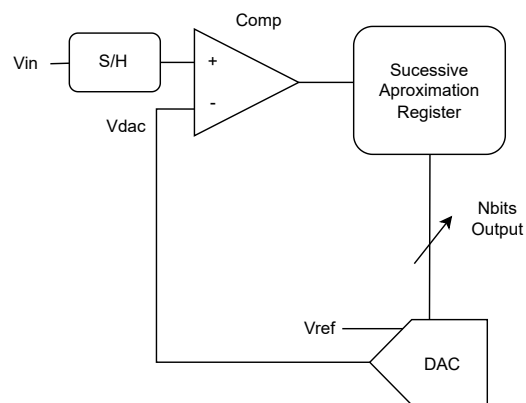 Comp
Vin
S/H
+
-
Vdac
Sucessive
Aproximation
Register
Nbits
Output
Vref
DAC